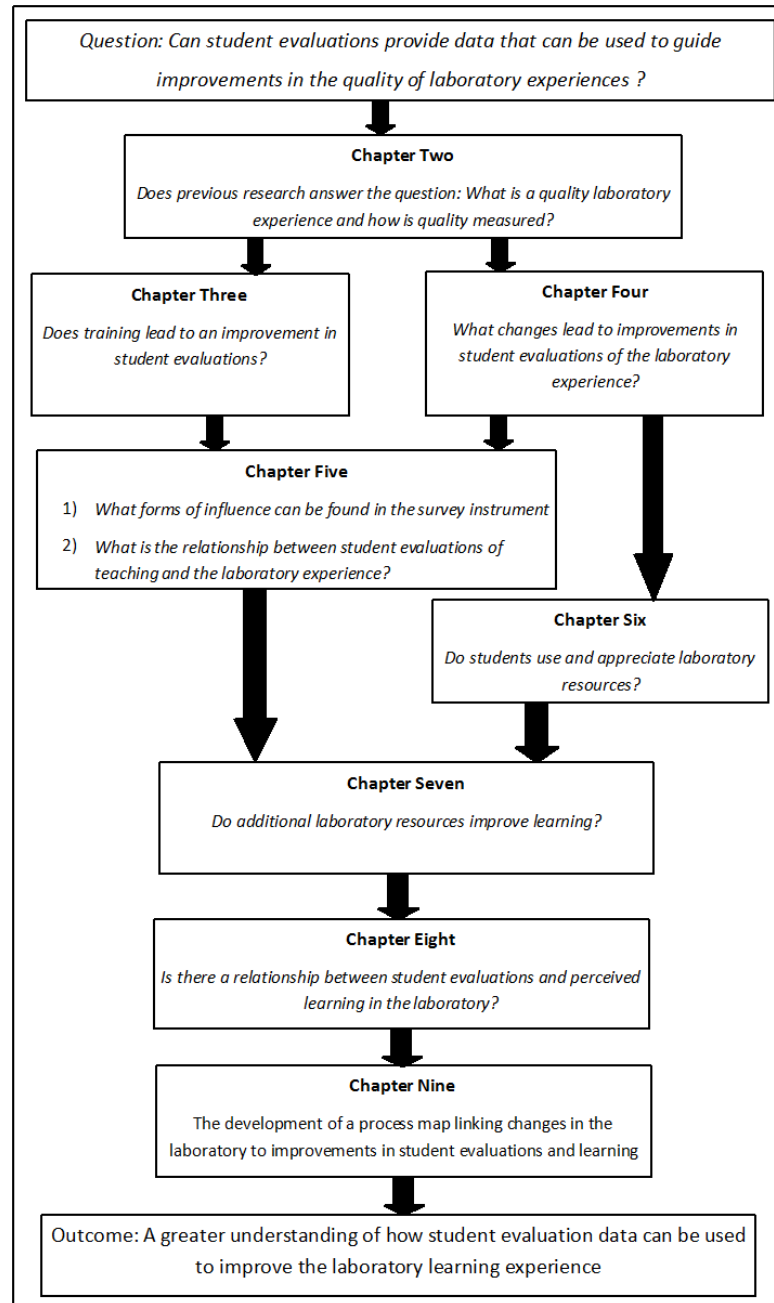 Question: Can student evaluations provide data that can be used to guide
improvements in the quality of laboratory experiences ?
Chapter Two
Does previous research answer the question: What is a quality laboratory
experience and how is quality measured?
Chapter Three
Does training lead to an improvement in
student evaluations?
Chapter Four
What changes lead to improvements in
student evaluations of the laboratory
experience?
Chapter Five
1) What forms of influence can be found in the survey instrument
2) What is the relationship between student evaluations of
teaching and the laboratory experience?
Chapter Six
Do students use and appreciate laboratory
resources?
Chapter Seven
Do additional laboratory resources improve learning?
Chapter Eight
Is there a relationship between student evaluations and perceived
learning in the laboratory?
Chapter Nine
The development of a process map linking changes in the
laboratory to improvements in student evaluations and learning
Outcome: A greater understanding of how student evaluation data can be used
to improve the laboratory learning experience